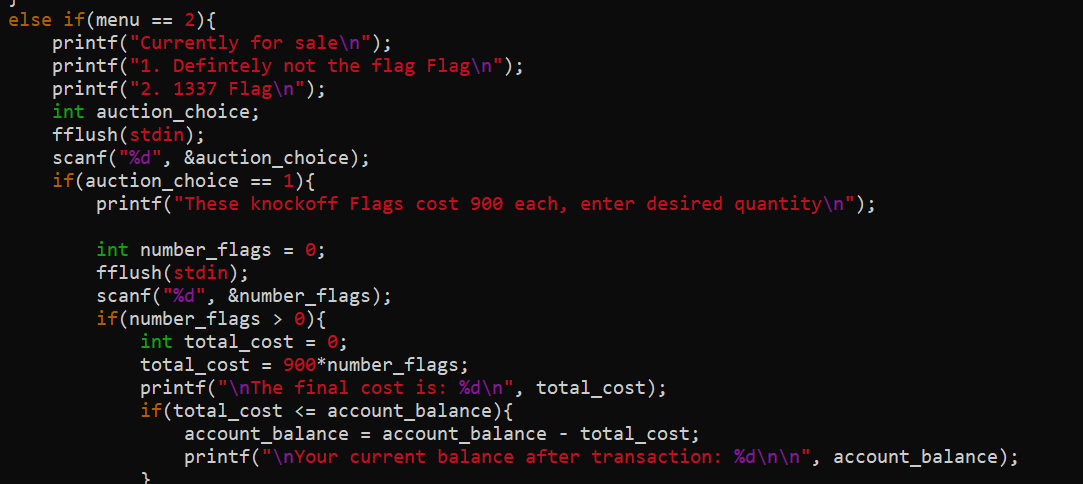 }
else if(menu == 2){
    printf("Currently for sale\n");
    printf("1. Defintely not the flag Flag\n");
    printf("2. 1337 Flag\n");
    int auction_choice;
    fflush(stdin);
    scanf("%d", &auction_choice);
    if(auction_choice == 1){
        printf("These knockoff Flags cost 900 each, enter desired quantity\n");

        int number_flags = 0;
        fflush(stdin);
        scanf("%d", &number_flags);
        if(number_flags > 0){
            int total_cost = 0;
            total_cost = 900*number_flags;
            printf("\nThe final cost is: %d\n", total_cost);
            if(total_cost <= account_balance){
                account_balance = account_balance - total_cost;
                printf("\nYour current balance after transaction: %d\n\n", account_balance);
            }